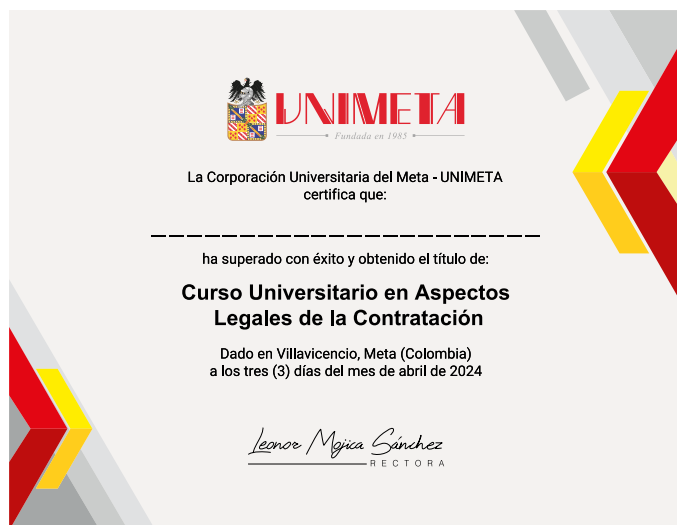 UNIMETA
Fundada en 1985
La Corporación Universitaria del Meta - UNIMETA
certifica que:
ha superado con éxito y obtenido el título de:
Curso Universitario en Aspectos
Legales de la Contratación
Dado en Villavicencio, Meta (Colombia)
a los tres (3) días del mes de abril de 2024
Leonor Mojica Sánchez
RECTORA